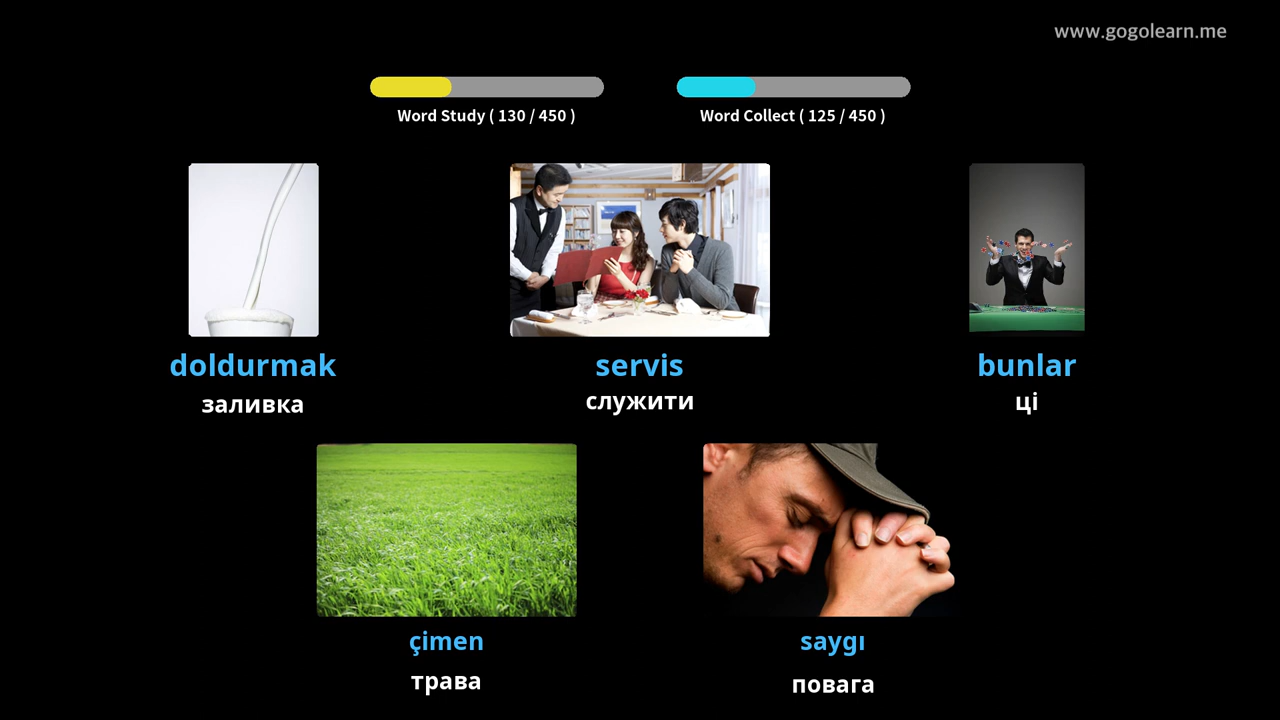 www.gogolearn.me
Word Study ( 130 / 450 )
Word Collect ( 125 / 450 )
doldurmak
заливка
servis
служити
bunlar
ці
çimen
трава
saygı
повага